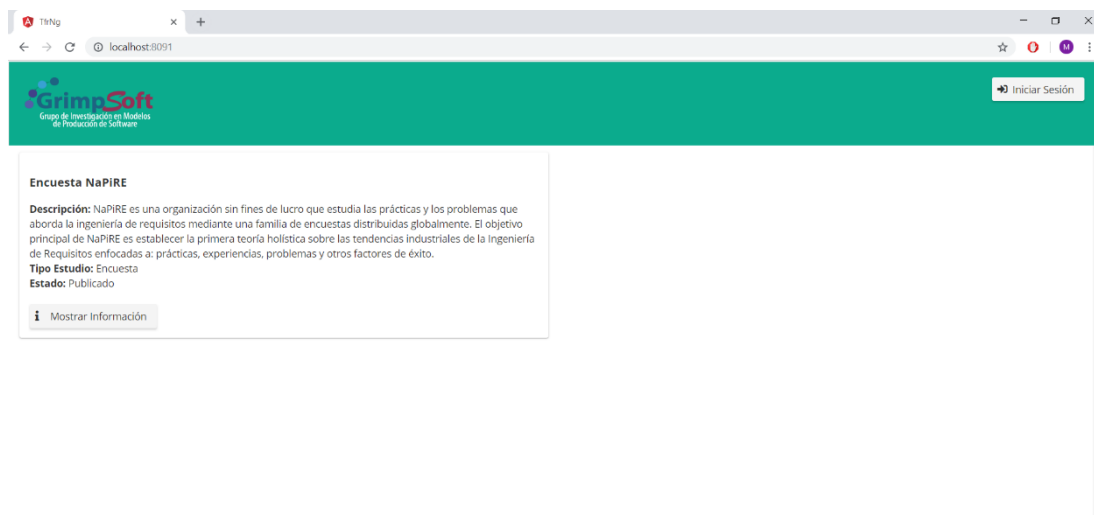 TfrNg
localhost:8091
M
GrimpSoft
Grupo de Investigación en Modelos
de Producción de Software
Iniciar Sesión
Encuesta NaPiRE
Descripción: NaPiRE es una organización sin fines de lucro que estudia las prácticas y los problemas que
aborda la ingeniería de requisitos mediante una familia de encuestas distribuidas globalmente. El objetivo
principal de NaPiRE es establecer la primera teoría holística sobre las tendencias industriales de la Ingeniería
de Requisitos enfocadas a: prácticas, experiencias, problemas y otros factores de éxito.
Tipo Estudio: Encuesta
Estado: Publicado
Mostrar Información